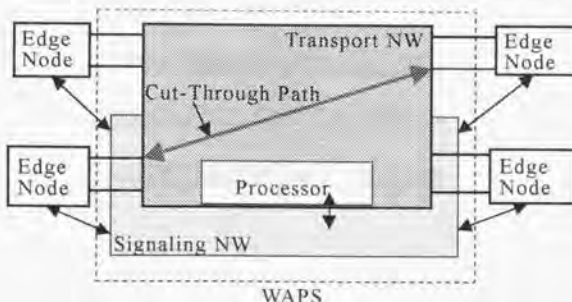 Edge
Node
Transport NW
Edge
Node
Cut-Through Path
Edge
Node
Processor
Edge
Node
Signaling NW
WAPS